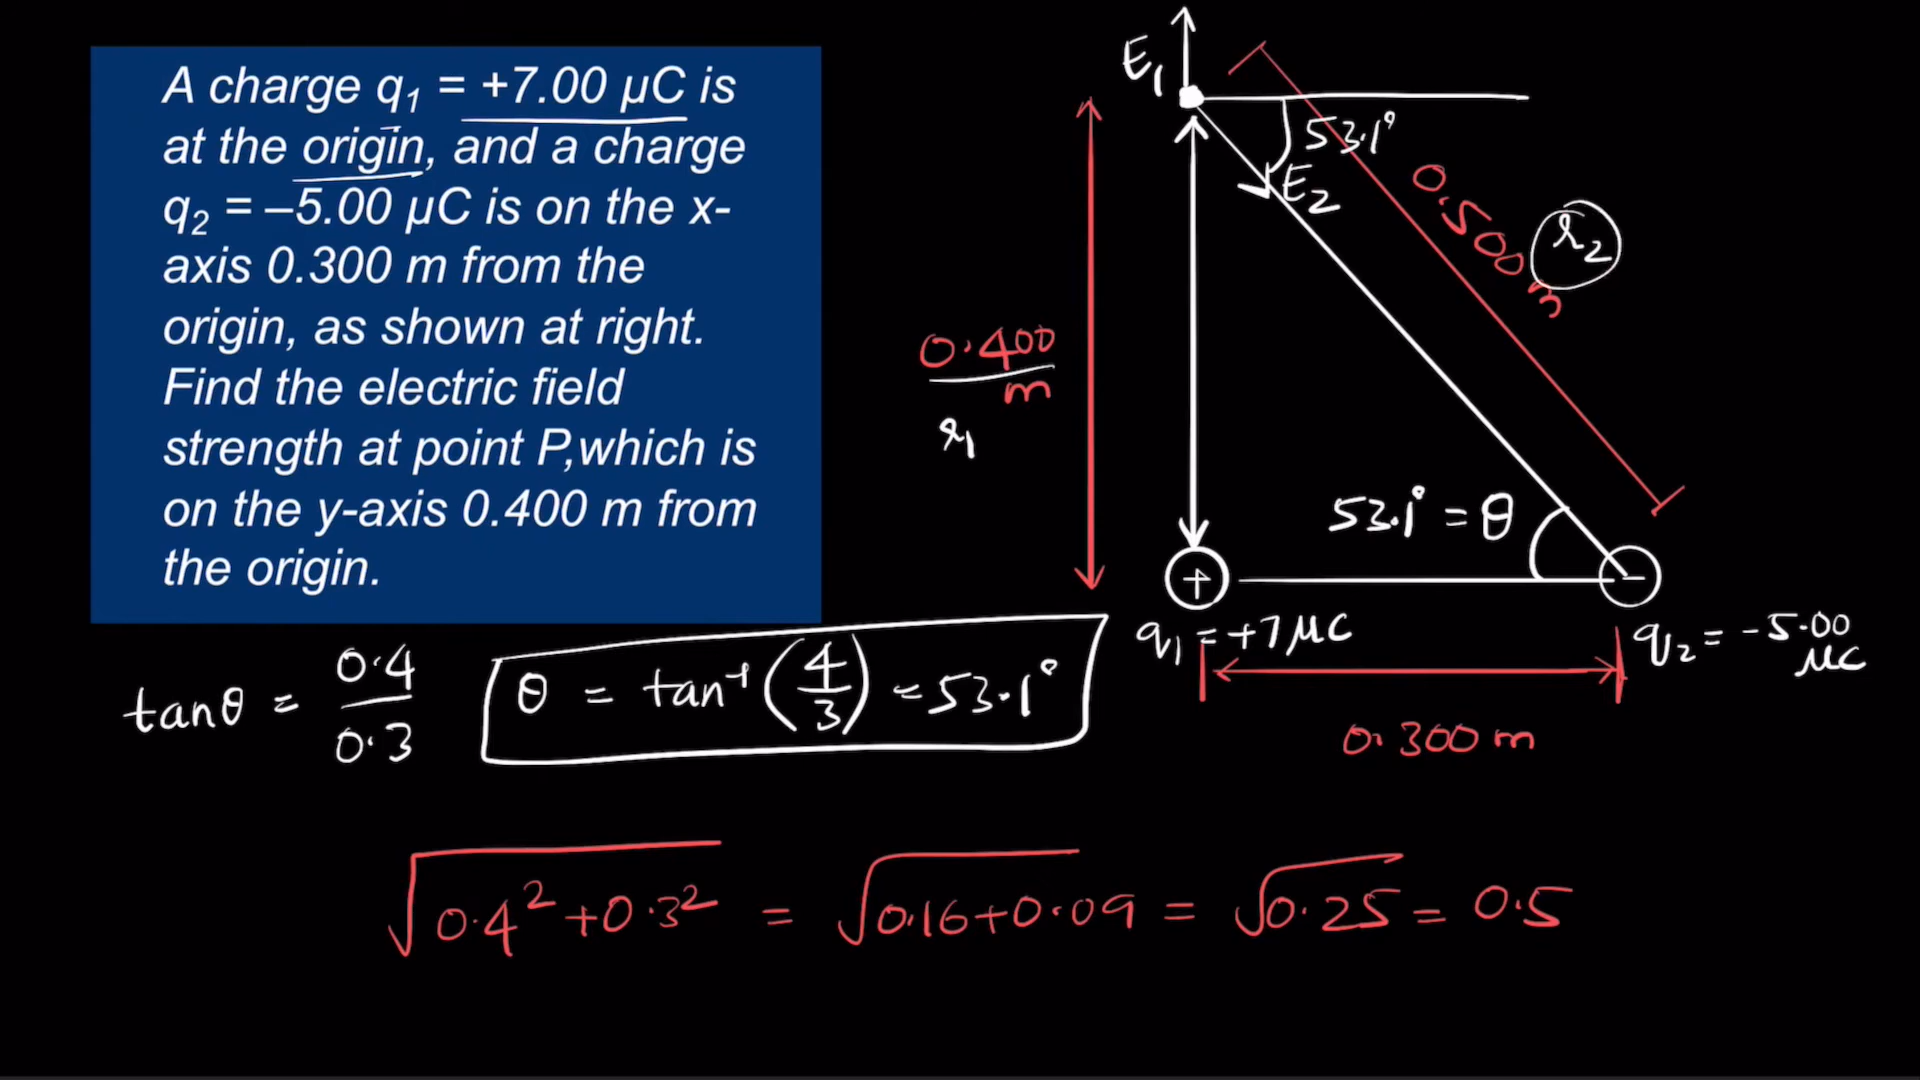 A charge q₁ = +7.00 µC is
at the origin, and a charge
q₂ = –5.00 µC is on the x-
axis 0.300 m from the
origin, as shown at right.
Find the electric field
strength at point P,which is
on the y-axis 0.400 m from
the origin.
E₁
53.1°
E₂
0.500 m
r₂
0.400
m
r₁
53.1° = θ
+
−
q₁ = +7 µC
q₂ = -5.00
µC
0.300 m
tanθ = 0.4/0.3
θ = tan⁻¹(4/3) = 53.1°
√0.4² + 0.3² = √0.16+0.09 = √0.25 = 0.5